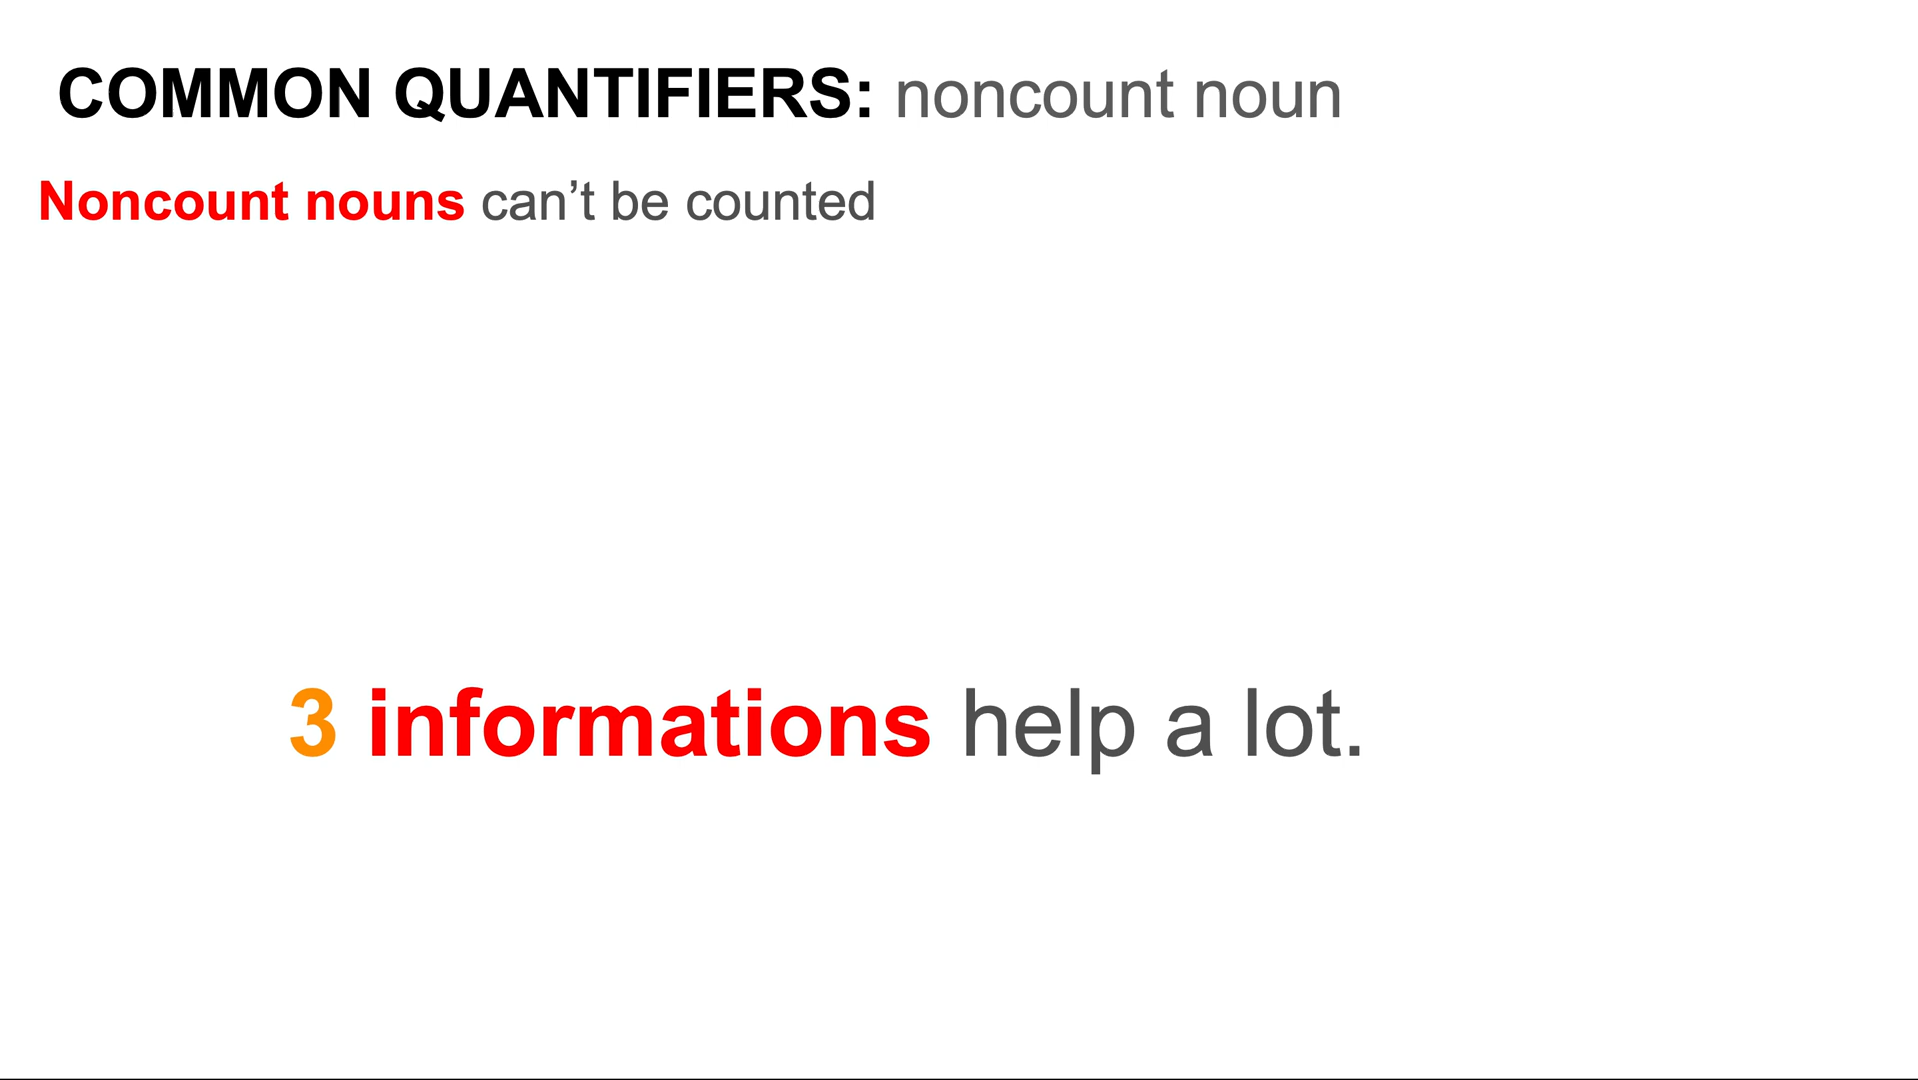 COMMON QUANTIFIERS: noncount noun
Noncount nouns can’t be counted
3 informations help a lot.